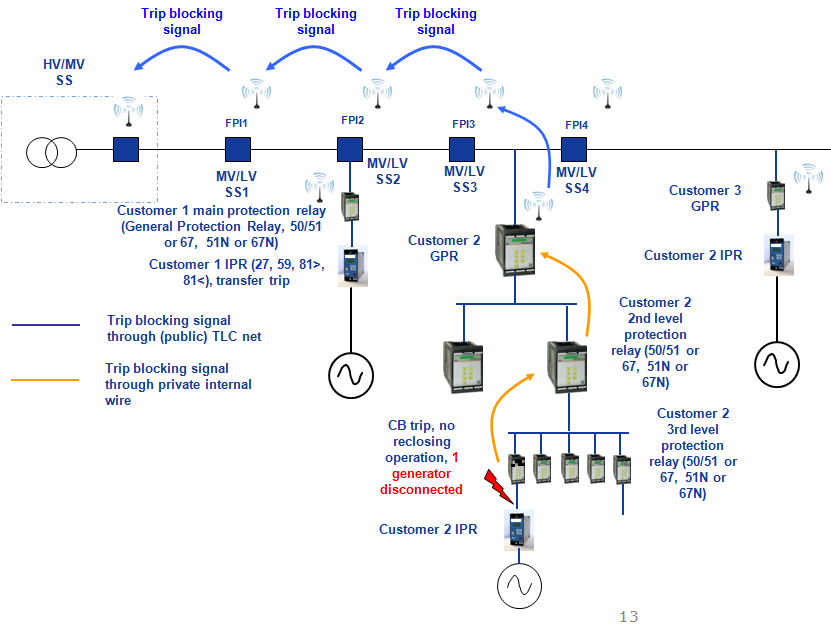 Trip blocking
signal
Trip blocking
signal
Trip blocking
signal
HV/MV
SS
FPI1
FPI2
FPI3
FPI4
MV/LV
SS1
MV/LV
SS2
MV/LV
SS3
MV/LV
SS4
Customer 1 main protection relay
(General Protection Relay, 50/51
or 67, 51N or 67N)
Customer 1 IPR (27, 59, 81>,
81<), transfer trip
Customer 2
GPR
Customer 3
GPR
Customer 2 IPR
Trip blocking signal
through (public) TLC net
Trip blocking signal
through private internal
wire
Customer 2
2nd level
protection
relay (50/51 or
67, 51N or
67N)
CB trip, no
reclosing
operation, 1
generator
disconnected
Customer 2
3rd level
protection
relay (50/51 or
67, 51N or
67N)
Customer 2 IPR
13